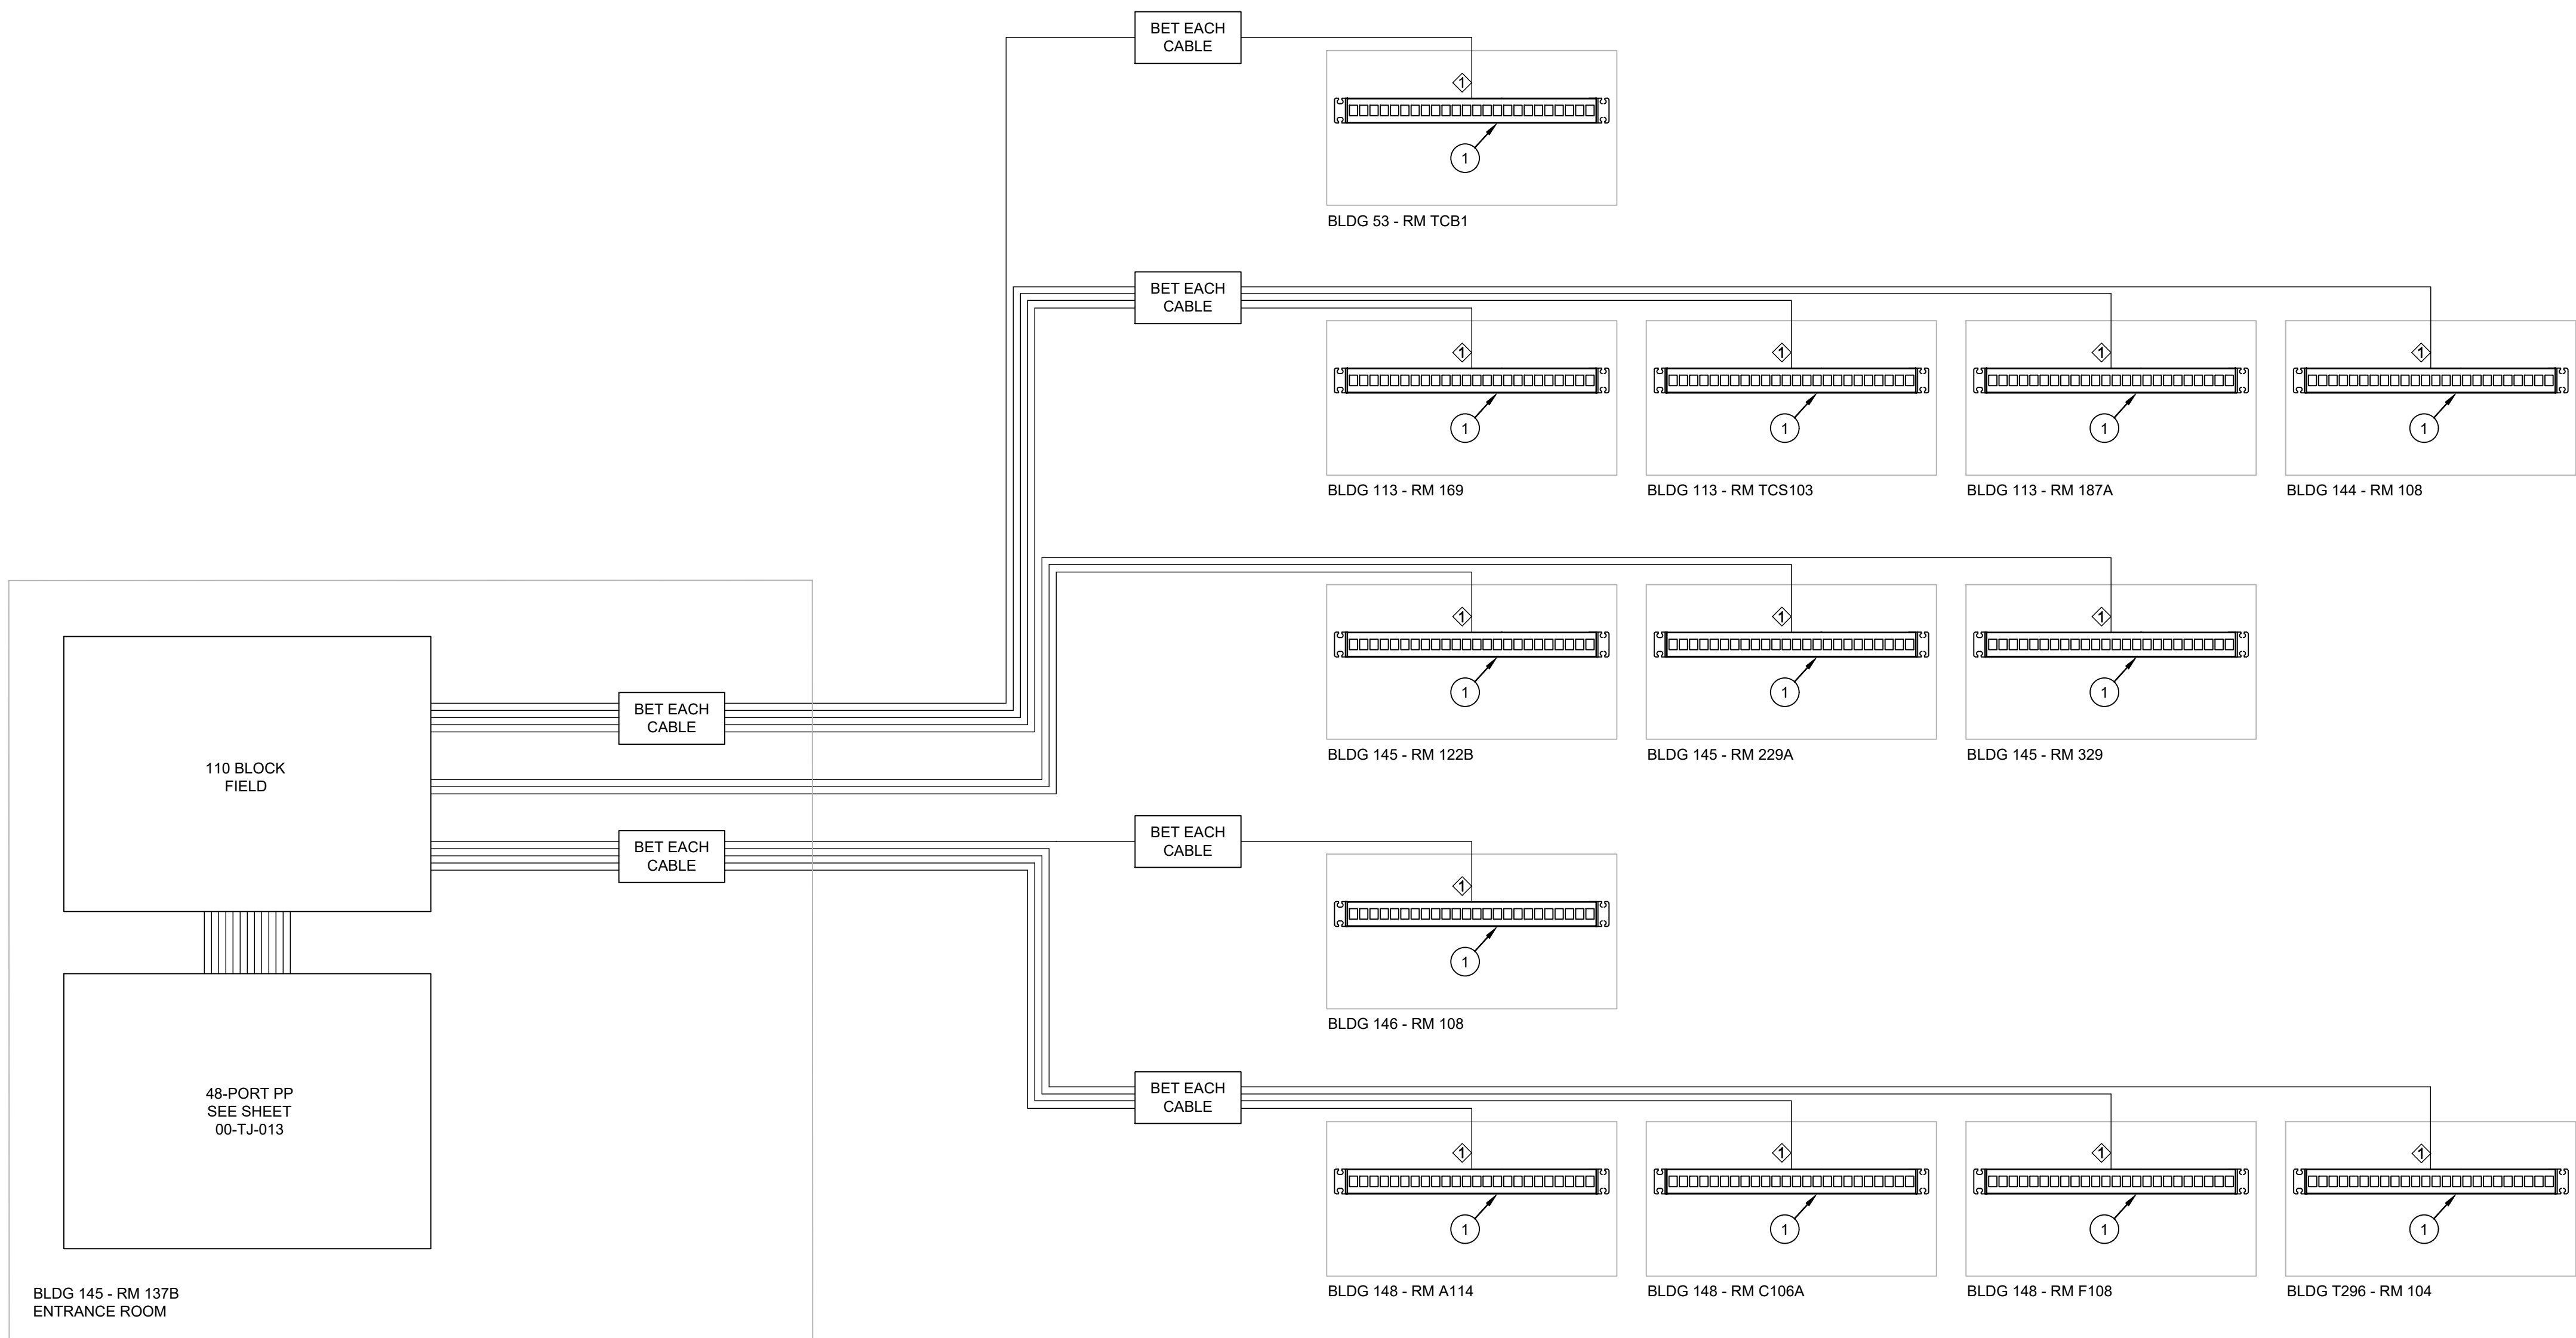 BET EACH
CABLE
1
1
BLDG 53 - RM TCB1
BET EACH
CABLE
1
1
1
1
1
1
1
1
BLDG 113 - RM 169
BLDG 113 - RM TCS103
BLDG 113 - RM 187A
BLDG 144 - RM 108
1
1
1
1
1
1
BLDG 145 - RM 122B
BLDG 145 - RM 229A
BLDG 145 - RM 329
BET EACH
CABLE
110 BLOCK
FIELD
BET EACH
CABLE
BET EACH
CABLE
1
1
BLDG 146 - RM 108
48-PORT PP
SEE SHEET
00-TJ-013
BET EACH
CABLE
1
1
1
1
1
1
1
1
BLDG 148 - RM A114
BLDG 148 - RM C106A
BLDG 148 - RM F108
BLDG T296 - RM 104
BLDG 145 - RM 137B
ENTRANCE ROOM